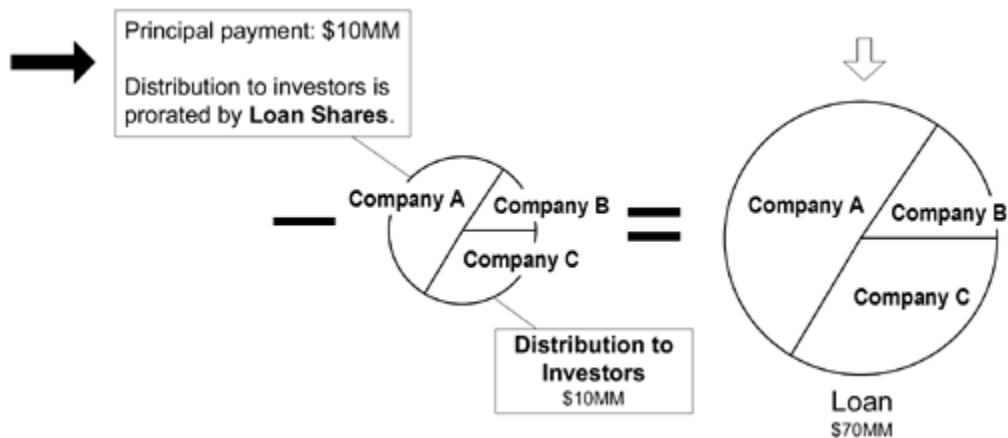 Principal payment: $10MM
Distribution to investors is
prorated by Loan Shares.
Company A
Company B
Company C
Distribution to
Investors
$10MM
Company A
Company B
Company C
Loan
$70MM